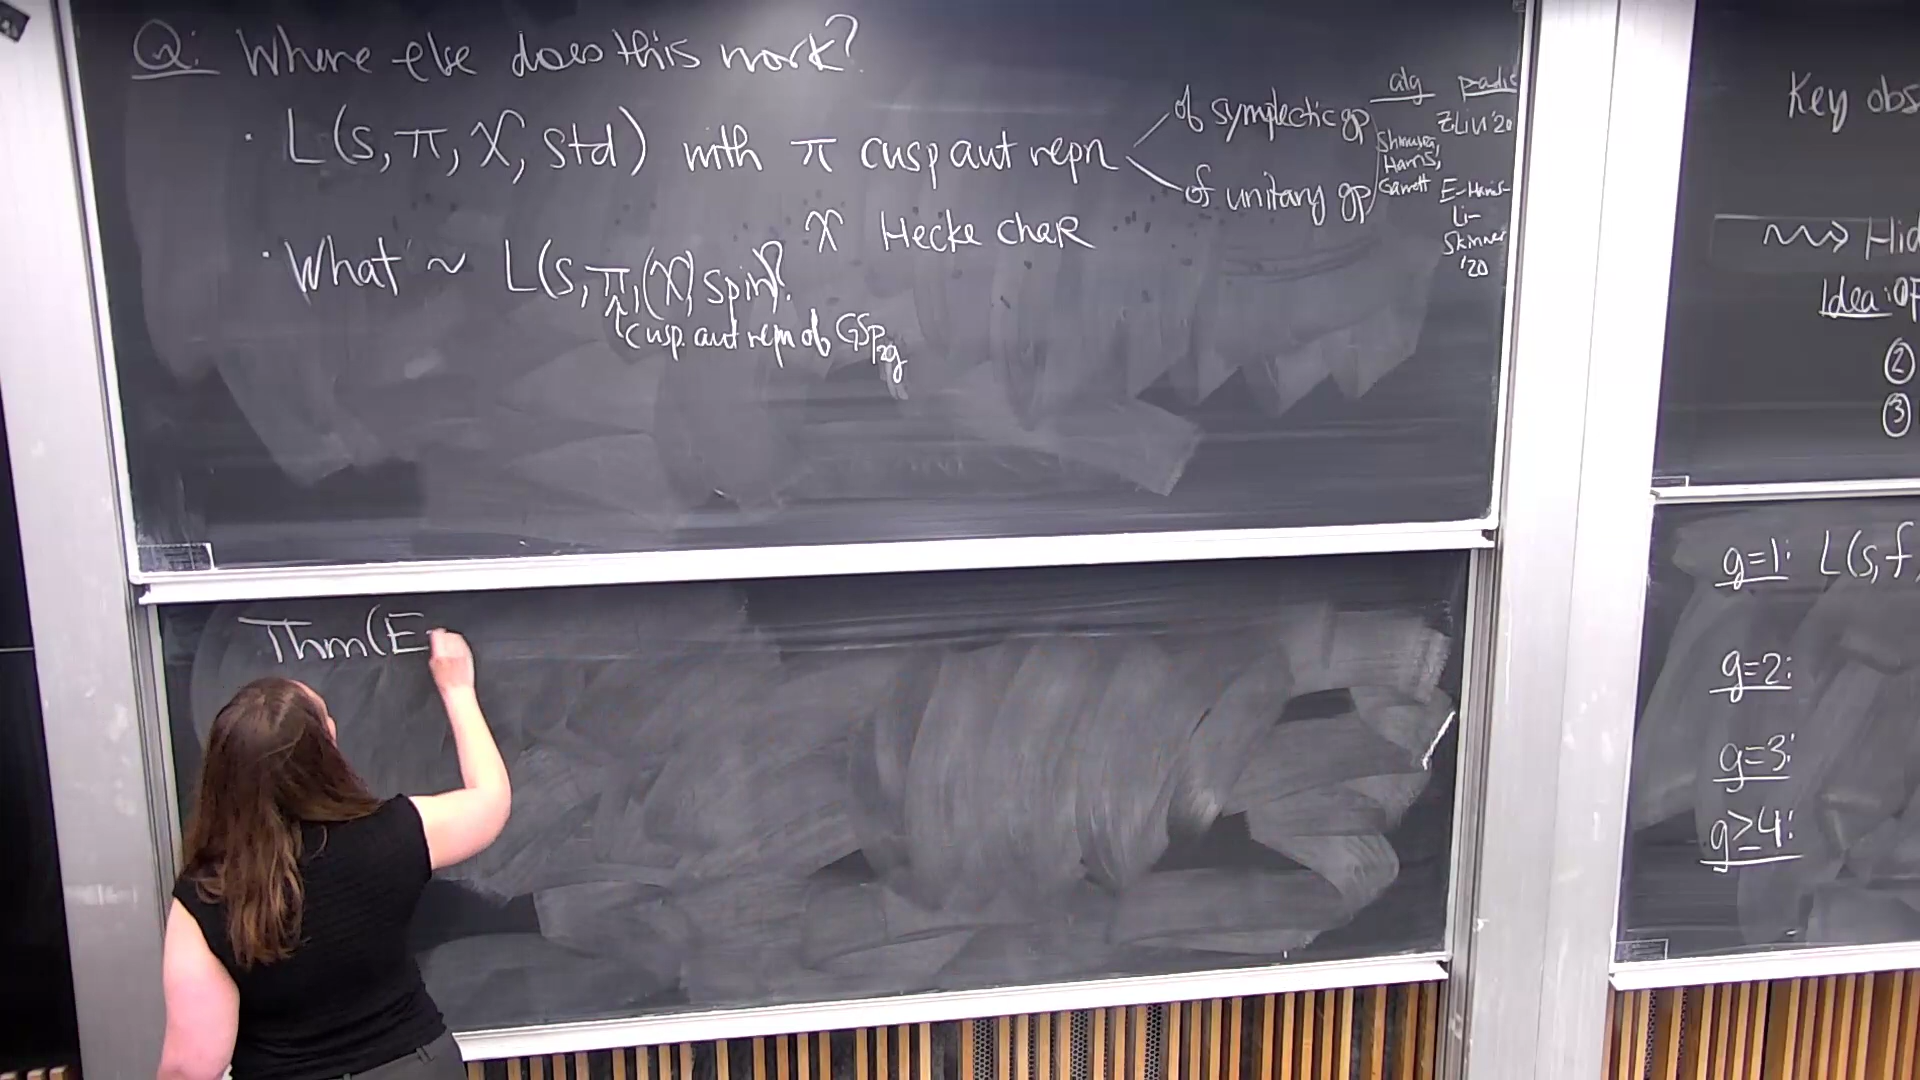 Q: Where else does this work?
· L(s, π, χ, std) with π cusp aut repn
of symplectic gp
of unitary gp
alg
Shimura,
Harris,
Garrett
padic
Z. Liu '20
E-Harris-
Li-
Skinner
'20
χ Hecke chaR
· What ~ L(s, π, (χ) spin)?
↑ cusp. aut repn of GSp₂g
Thm(E-
Key obs
⇝ Hid
Idea: OF
②
③
g=1: L(s, f,
g=2:
g=3:
g≥4: